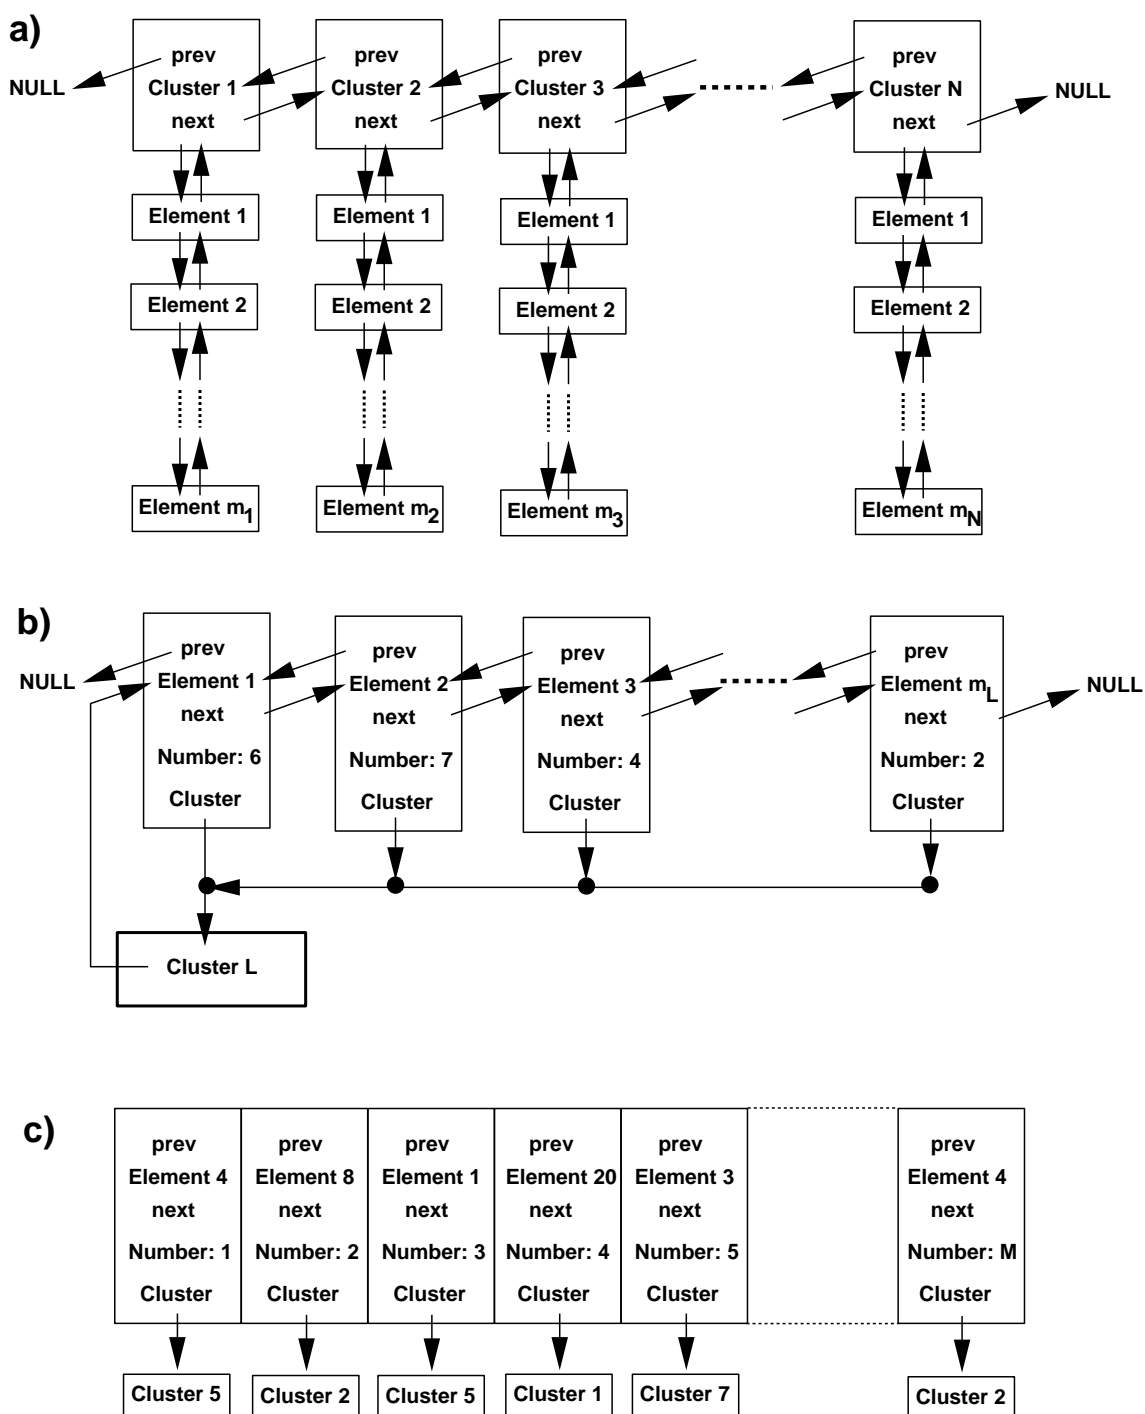 a)
prev prev prev prev
NULL Cluster 1 Cluster 2 Cluster 3 Cluster N NULL
next next next next
Element 1 Element 1 Element 1 Element 1
Element 2 Element 2 Element 2 Element 2
Element m1 Element m2 Element m3 Element mN
b)
prev prev prev prev
NULL Element 1 Element 2 Element 3 Element mL NULL
next next next next
Number: 6 Number: 7 Number: 4 Number: 2
Cluster Cluster Cluster Cluster
Cluster L
c)
prev prev prev prev prev prev
Element 4 Element 8 Element 1 Element 20 Element 3 Element 4
next next next next next next
Number: 1 Number: 2 Number: 3 Number: 4 Number: 5 Number: M
Cluster Cluster Cluster Cluster Cluster Cluster
Cluster 5 Cluster 2 Cluster 5 Cluster 1 Cluster 7 Cluster 2